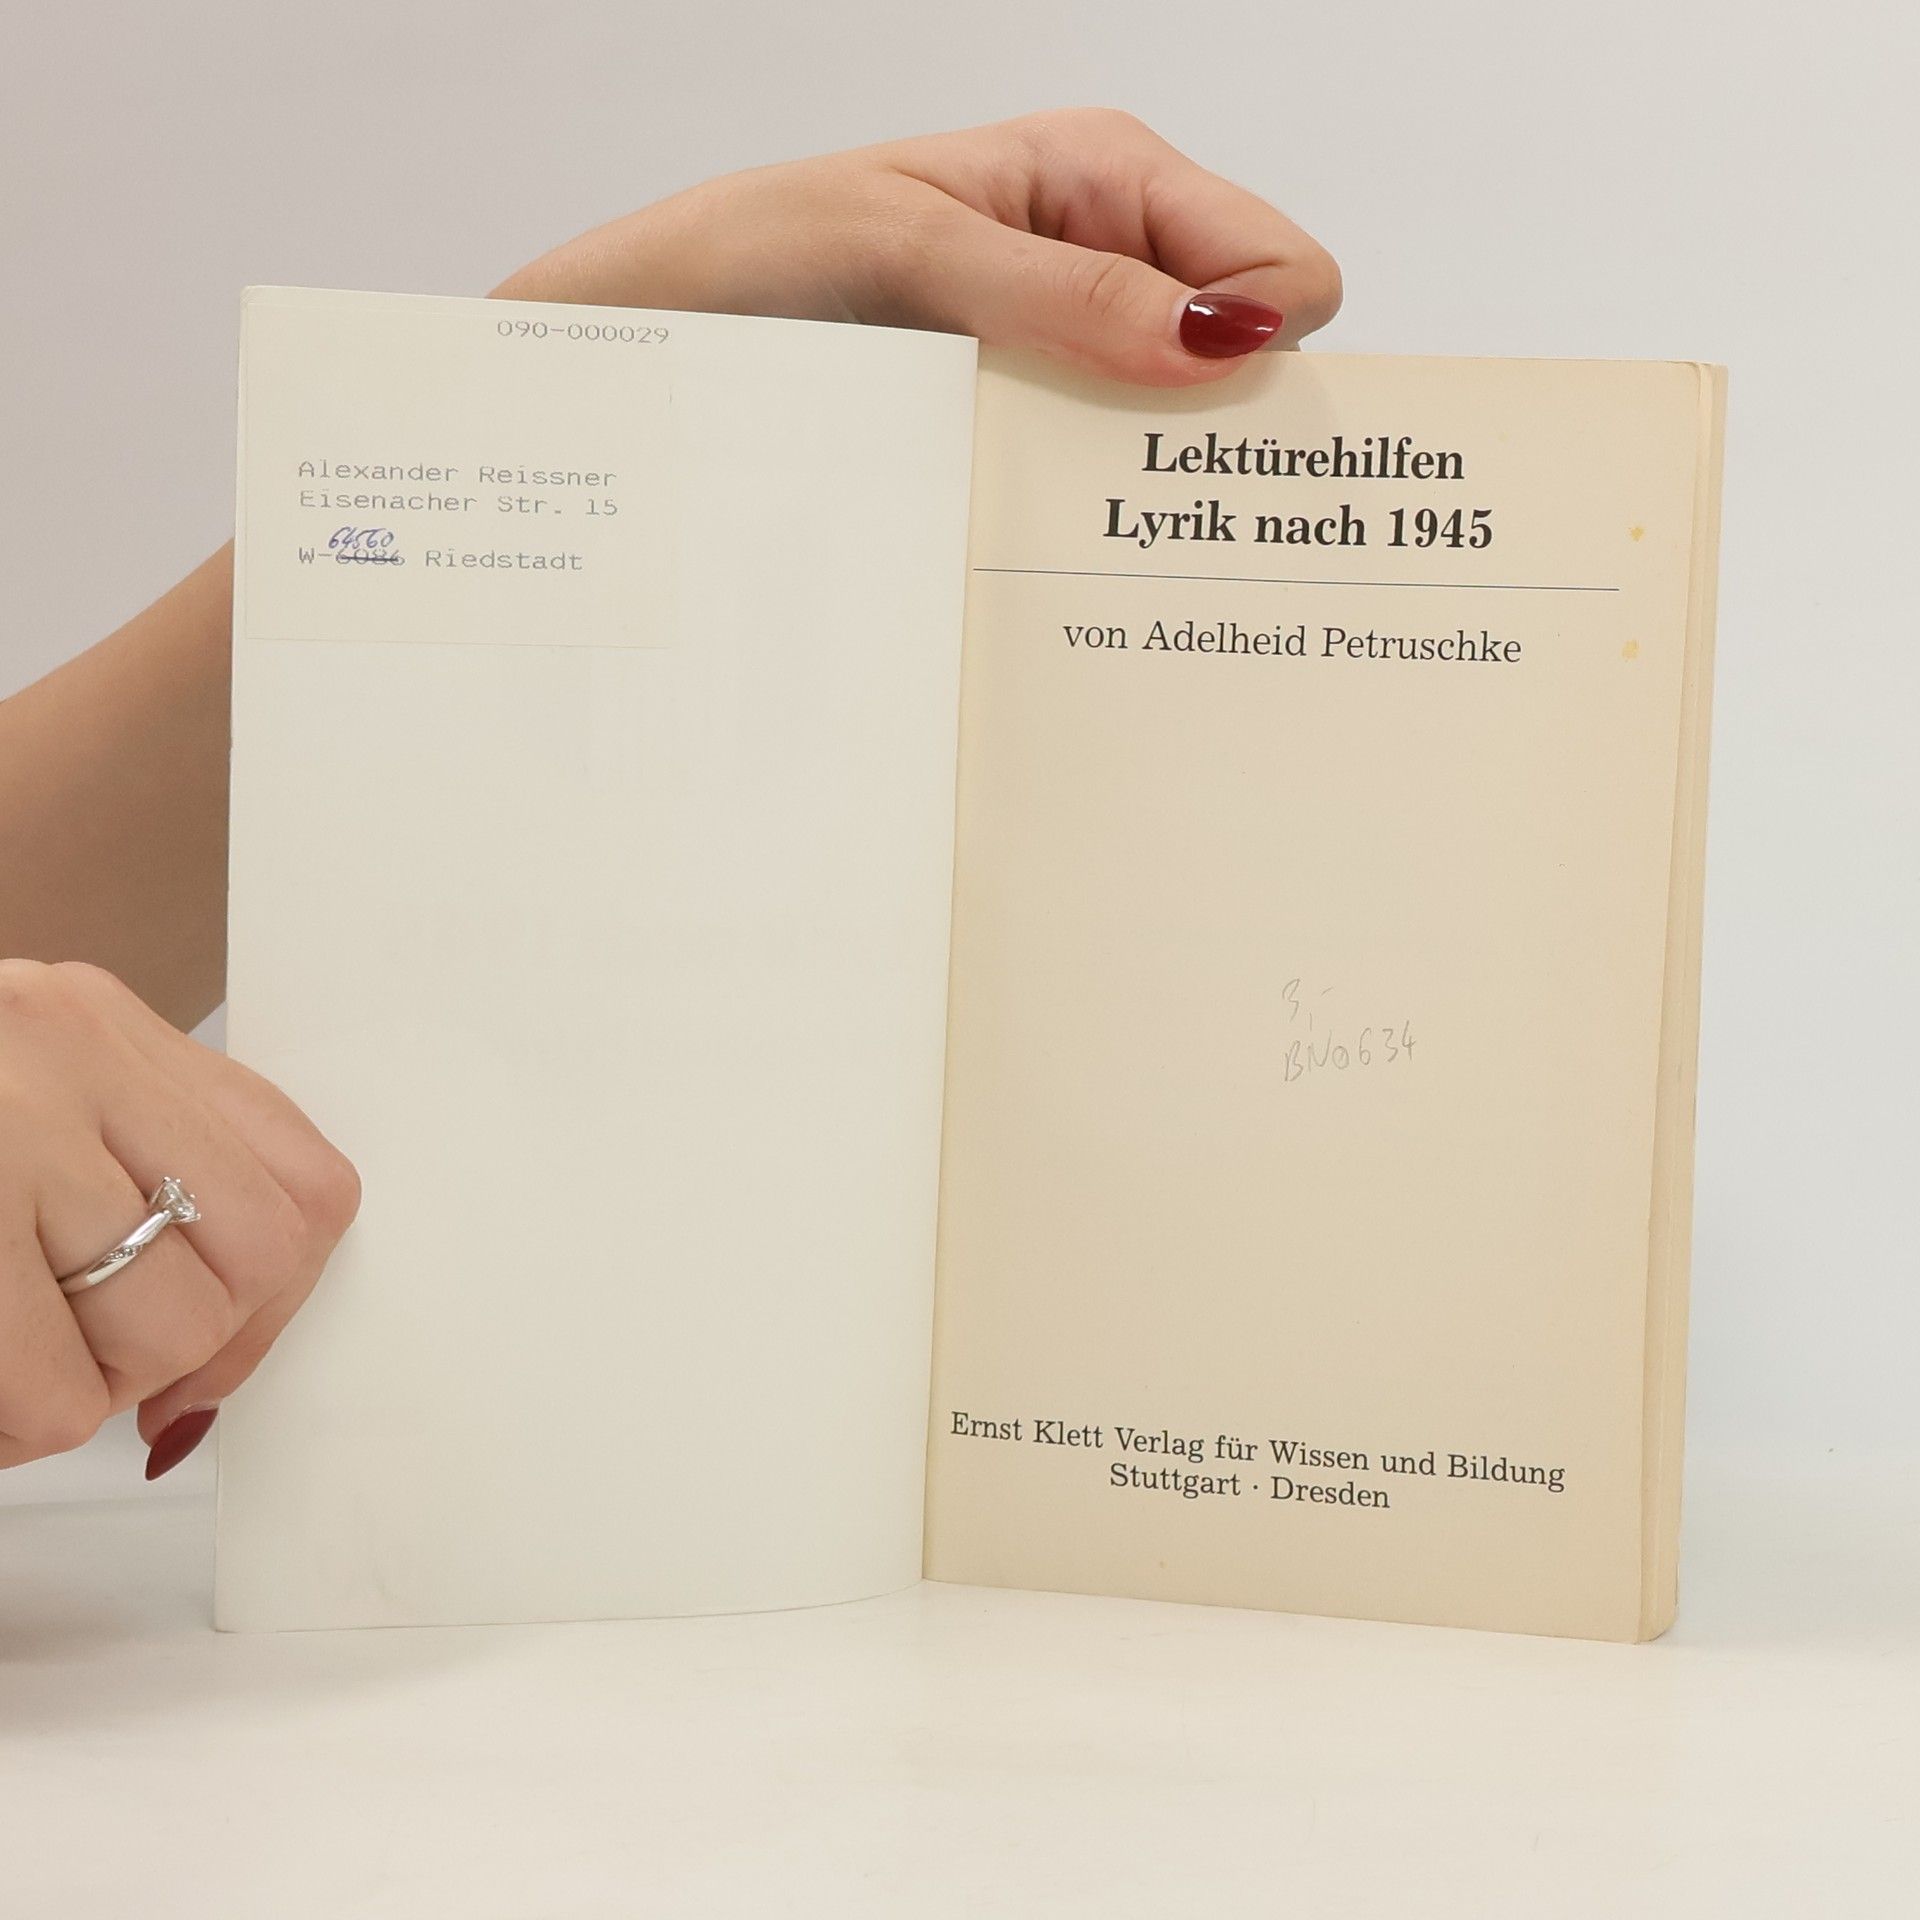 090-000029
Alexander Reissner
Eisenacher Str. 15
64560
W-6086 Riedstadt
Lektürehilfen
Lyrik nach 1945
von Adelheid Petruschke
3,-
BNo634
Ernst Klett Verlag für Wissen und Bildung
Stuttgart · Dresden